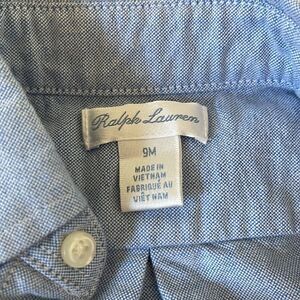 Ralph Lauren
9M
MADE IN
VIETNAM
FABRIQUÉ AU
VIÊT NAM